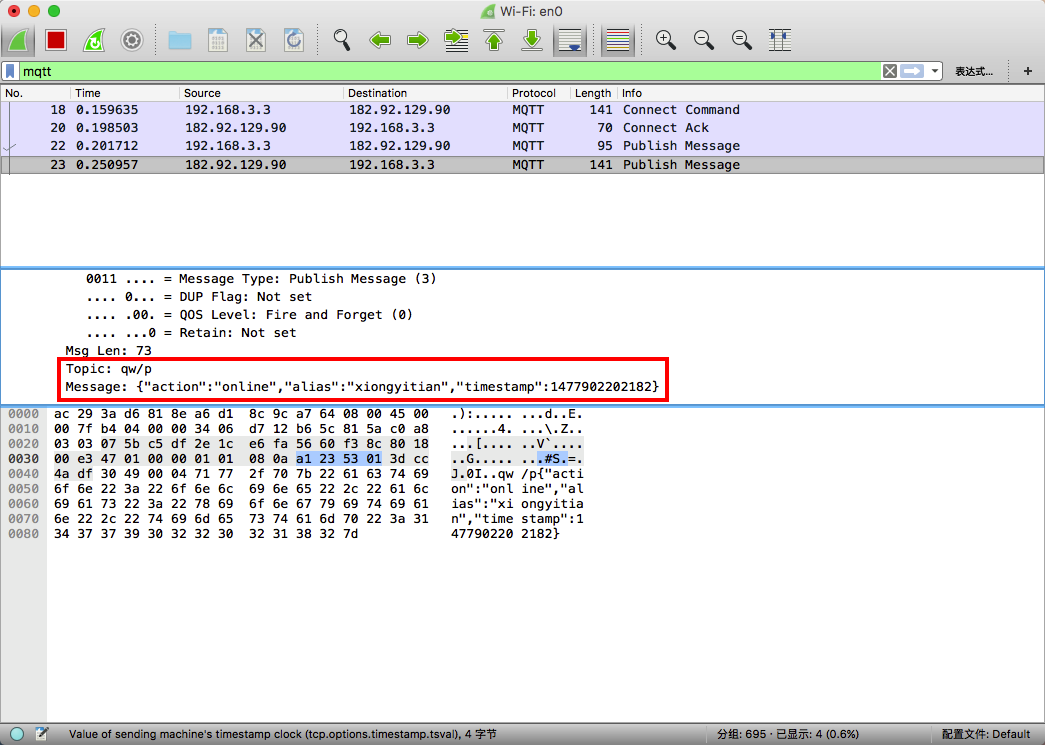 Wi-Fi: en0
mqtt
表达式…
+
No. Time Source Destination Protocol Length Info
18 0.159635 192.168.3.3 182.92.129.90 MQTT 141 Connect Command
20 0.198503 182.92.129.90 192.168.3.3 MQTT 70 Connect Ack
22 0.201712 192.168.3.3 182.92.129.90 MQTT 95 Publish Message
23 0.250957 182.92.129.90 192.168.3.3 MQTT 141 Publish Message
0011 .... = Message Type: Publish Message (3)
.... 0... = DUP Flag: Not set
.... .00. = QOS Level: Fire and Forget (0)
.... ...0 = Retain: Not set
Msg Len: 73
Topic: qw/p
Message: {"action":"online","alias":"xiongyitian","timestamp":1477902202182}
0000 ac 29 3a d6 81 8e a6 d1 8c 9c a7 64 08 00 45 00 .):..... ...d..E.
0010 00 7f b4 04 00 00 34 06 d7 12 b6 5c 81 5a c0 a8 ......4. ...\.Z..
0020 03 03 07 5b c5 df 2e 1c e6 fa 56 60 f3 8c 80 18 ...[.... ..V`....
0030 00 e3 47 01 00 00 01 01 08 0a a1 23 53 01 3d cc ..G..... ...#S.=.
0040 4a df 30 49 00 04 71 77 2f 70 7b 22 61 63 74 69 J.0I..qw /p{"acti
0050 6f 6e 22 3a 22 6f 6e 6c 69 6e 65 22 2c 22 61 6c on":"onl ine","al
0060 69 61 73 22 3a 22 78 69 6f 6e 67 79 69 74 69 61 ias":"xi ongyitia
0070 6e 22 2c 22 74 69 6d 65 73 74 61 6d 70 22 3a 31 n","time stamp":1
0080 34 37 37 39 30 32 32 30 32 31 38 32 7d 47790220 2182}
Value of sending machine's timestamp clock (tcp.options.timestamp.tsval), 4 字节 分组: 695 · 已显示: 4 (0.6%) 配置文件: Default